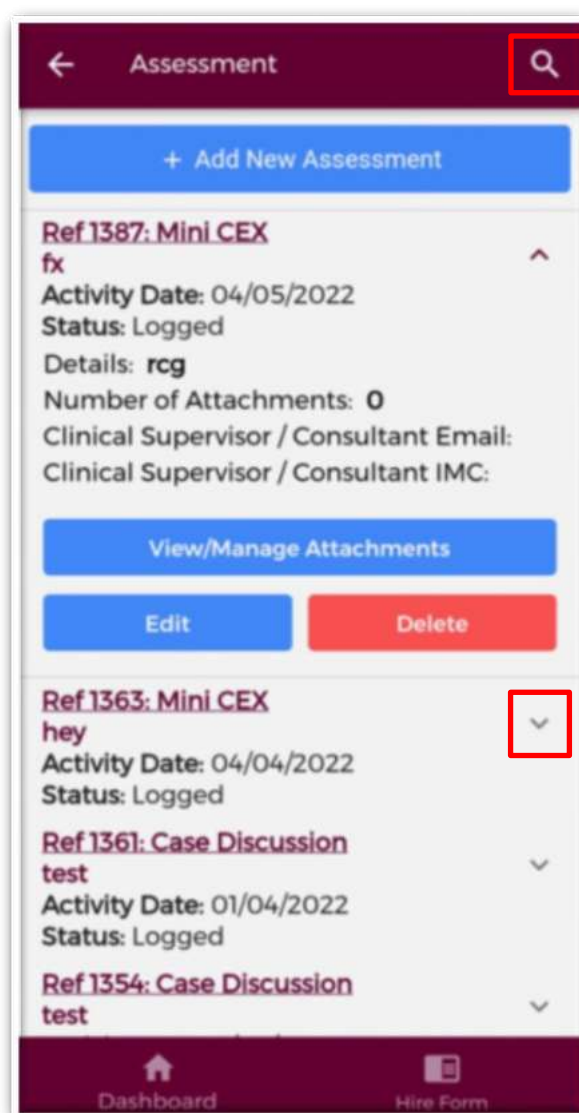 Assessment
+ Add New Assessment
Ref 1387: Mini CEX
fx
Activity Date: 04/05/2022
Status: Logged
Details: rcg
Number of Attachments: 0
Clinical Supervisor / Consultant Email:
Clinical Supervisor / Consultant IMC:
View/Manage Attachments
Edit Delete
Ref 1363: Mini CEX
hey
Activity Date: 04/04/2022
Status: Logged
Ref 1361: Case Discussion
test
Activity Date: 01/04/2022
Status: Logged
Ref 1354: Case Discussion
test
Dashboard Hire Form